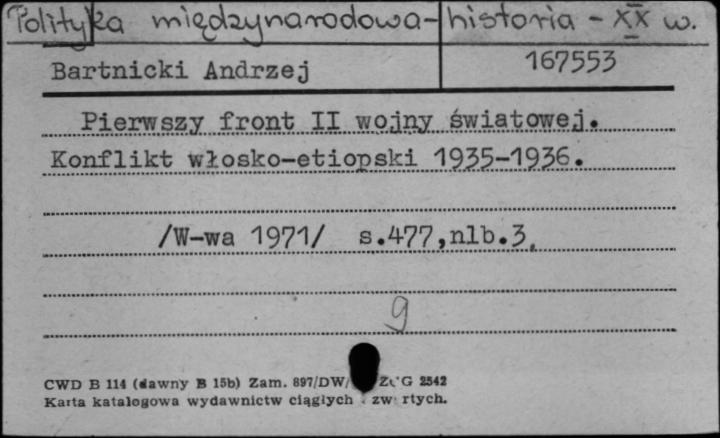 Polityka międzynarodowa-historia - XX w.
Bartnicki Andrzej 167553
Pierwszy front II wojny światowej.
Konflikt włosko-etiopski 1935-1936.
/W-wa 1971/ s.477,nlb.3.
9
CWD B 114 (dawny B 15b) Zam. 897/DW/ G 2542
Karta katalogowa wydawnictw ciągłych